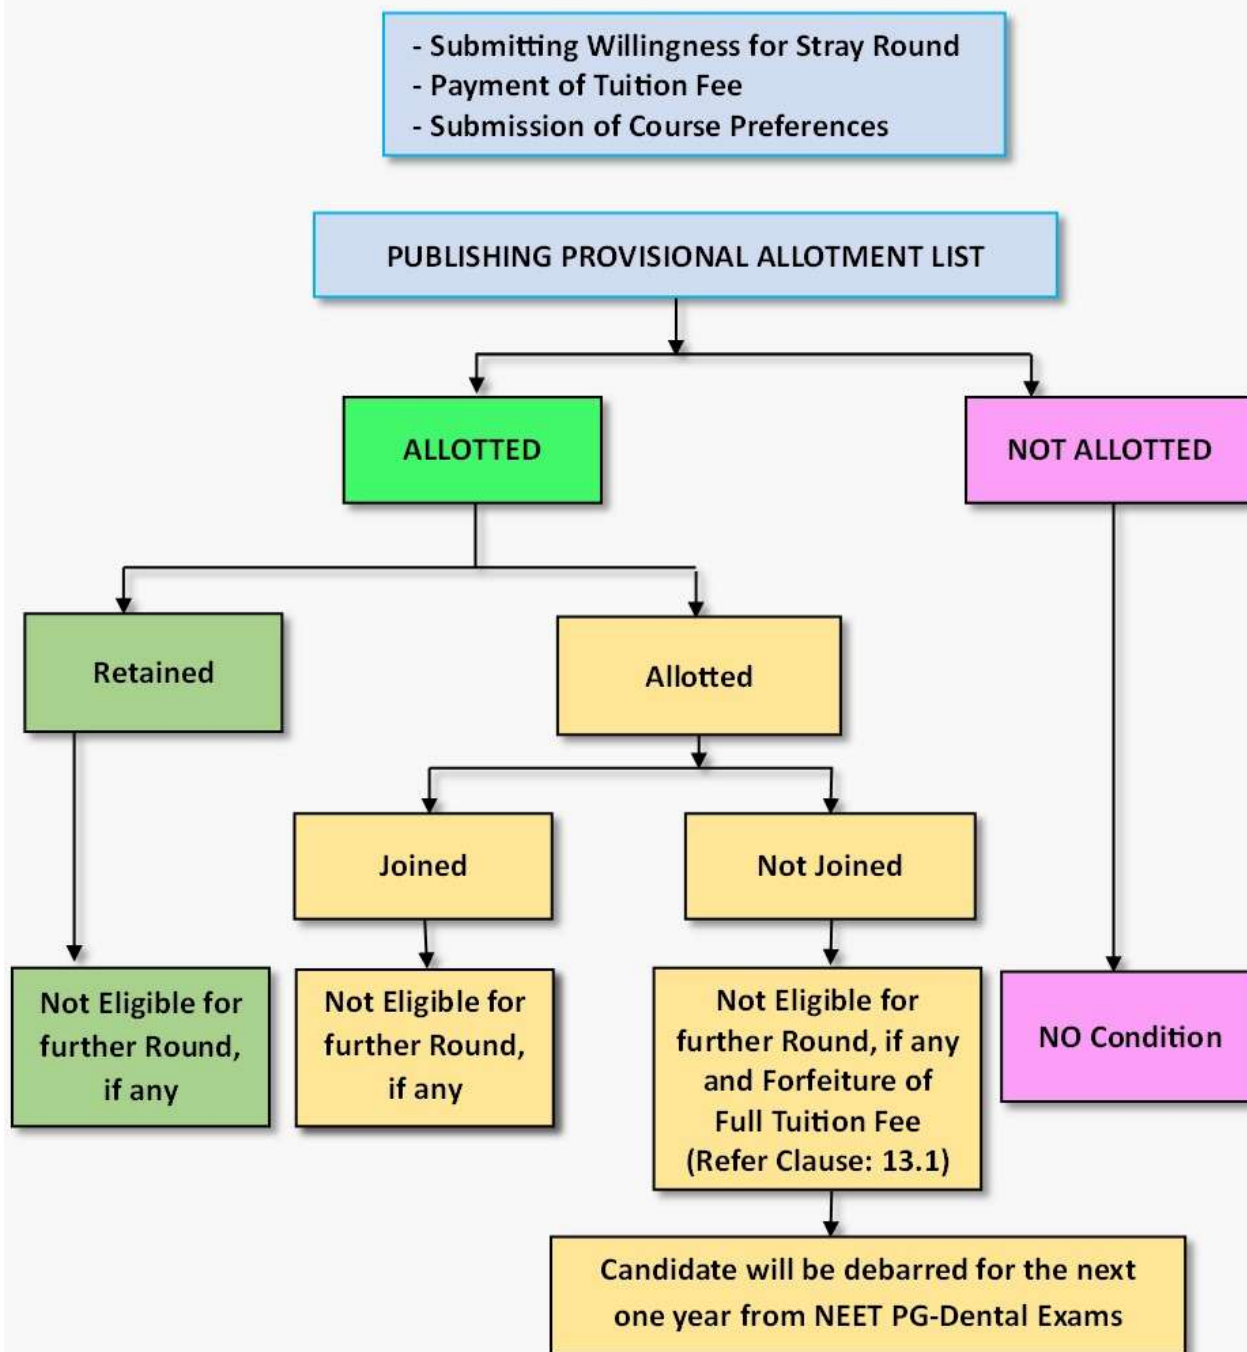 - Submitting Willingness for Stray Round
- Payment of Tuition Fee
- Submission of Course Preferences
PUBLISHING PROVISIONAL ALLOTMENT LIST
ALLOTTED
NOT ALLOTTED
Retained
Allotted
Joined
Not Joined
Not Eligible for
further Round,
if any
Not Eligible for
further Round,
if any
Not Eligible for
further Round, if any
and Forfeiture of
Full Tuition Fee
(Refer Clause: 13.1)
NO Condition
Candidate will be debarred for the next
one year from NEET PG-Dental Exams